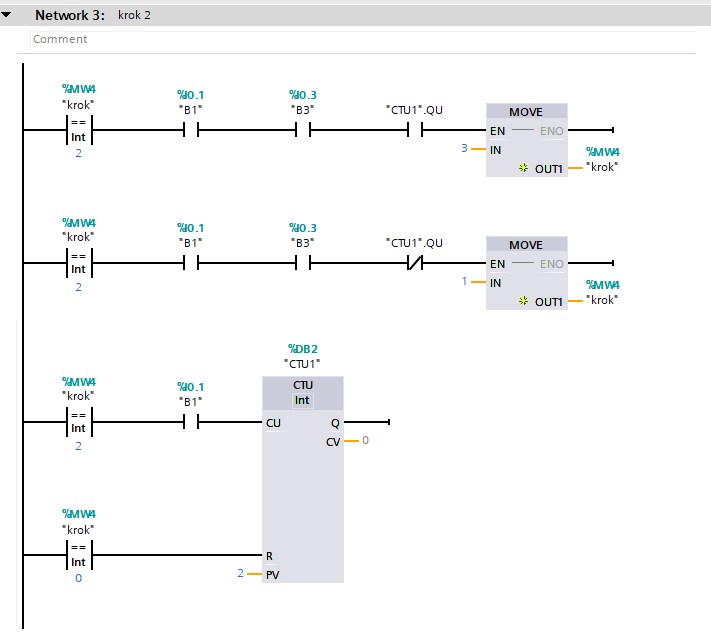 Network 3: krok 2
Comment
%MW4 %I0.1 %I0.3
"krok" "B1" "B3" "CTU1".QU MOVE
== EN ENO
Int 3 IN %MW4
2 OUT1 "krok"
%MW4 %I0.1 %I0.3
"krok" "B1" "B3" "CTU1".QU MOVE
== EN ENO
Int 1 IN %MW4
2 OUT1 "krok"
%DB2
"CTU1"
%MW4 %I0.1 CTU
"krok" "B1" Int
== CU Q
Int CV 0
2
%MW4
"krok"
== R
Int 2 PV
0